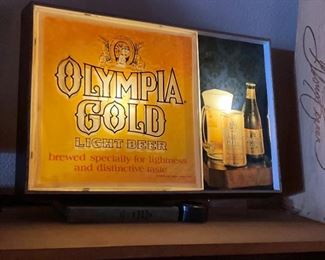 OLYMPIA
GOLD
LIGHT BEER
brewed specially for lightness
and distinctive taste